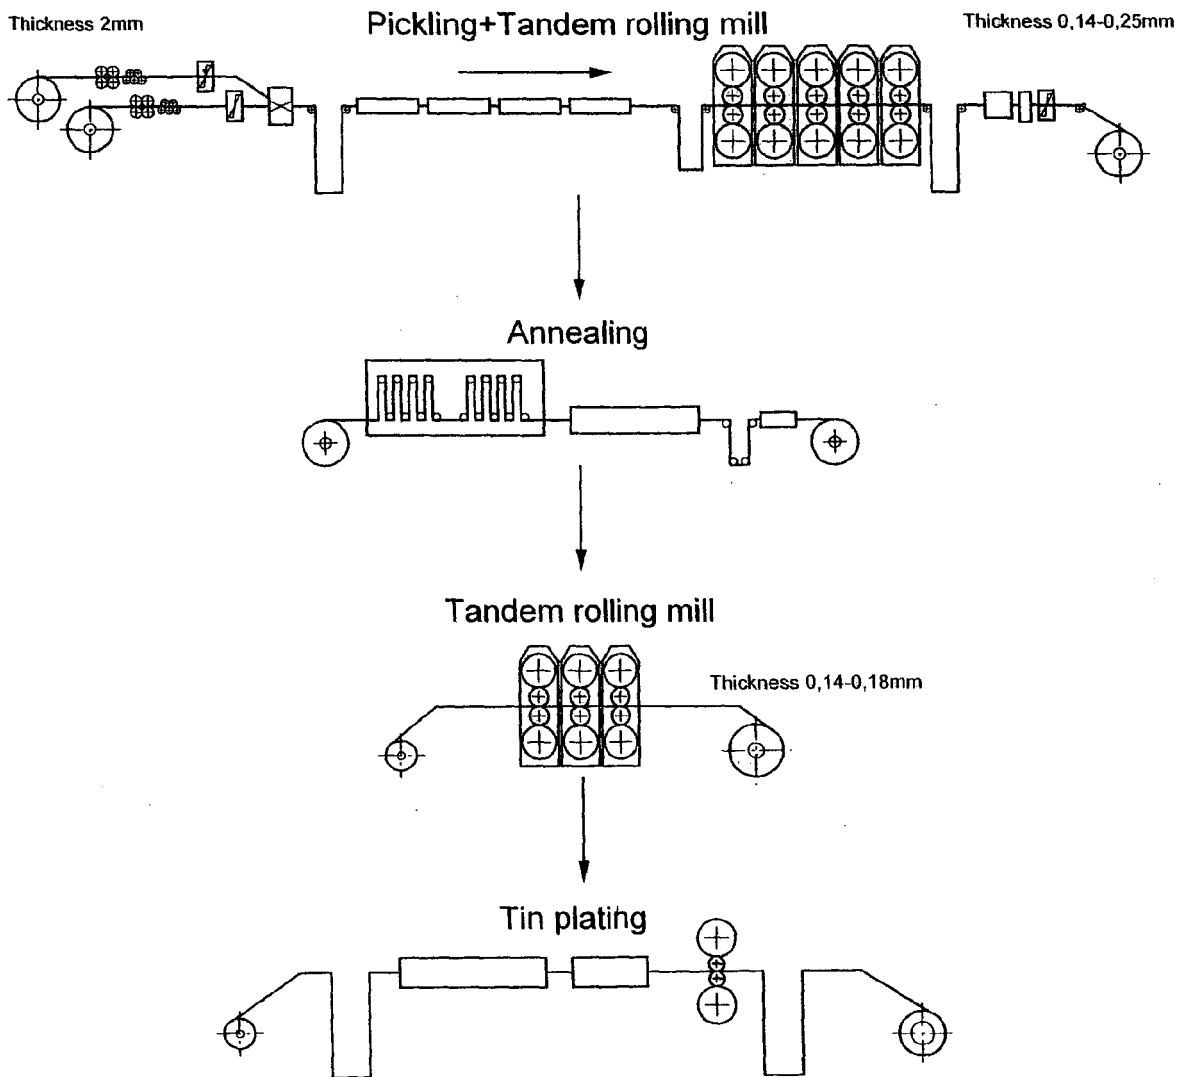 Thickness 2mm
Pickling+Tandem rolling mill
Thickness 0,14-0,25mm
Annealing
Tandem rolling mill
Thickness 0,14-0,18mm
Tin plating